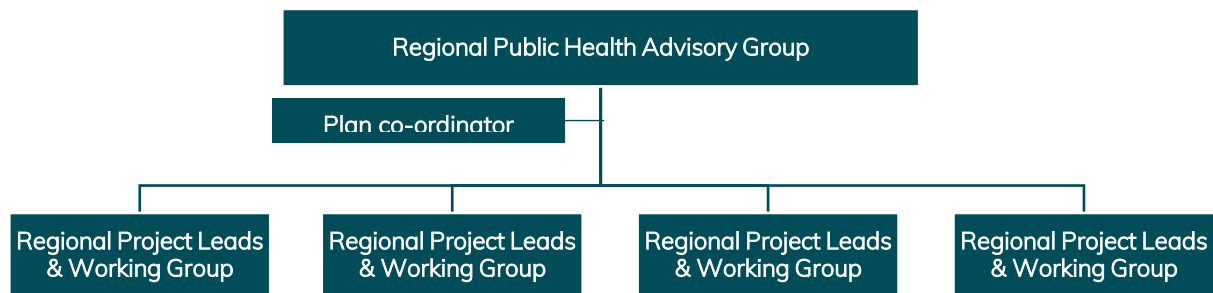 Regional Public Health Advisory Group
Plan co-ordinator
Regional Project Leads
& Working Group
Regional Project Leads
& Working Group
Regional Project Leads
& Working Group
Regional Project Leads
& Working Group